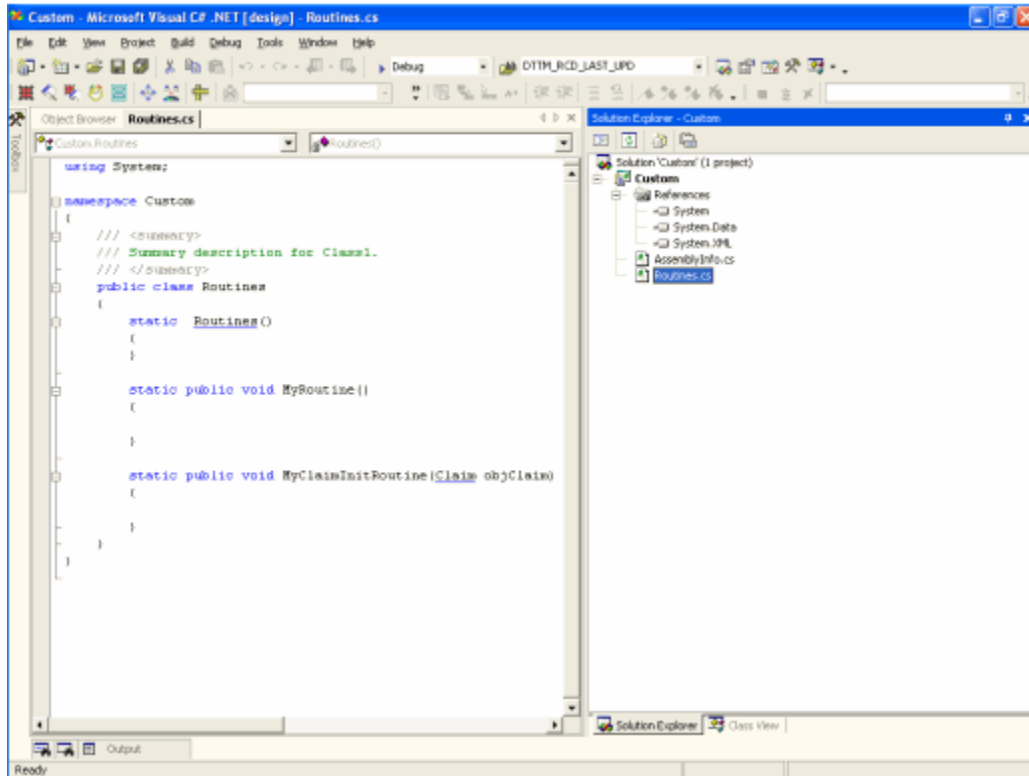 Custom - Microsoft Visual C# .NET [design] - Routines.cs
File Edit View Project Build Debug Tools Window Help
Debug DTTM_RCD_LAST_UPD
Toolbox
Object Browser Routines.cs
Custom.Routines Routines()
using System;
namespace Custom
{
/// <summary>
/// Summary description for Class1.
/// </summary>
public class Routines
{
static Routines()
{
}
static public void MyRoutine()
{
}
static public void MyClaimInitRoutine(Claim objClaim)
{
}
}
}
Solution Explorer - Custom
Solution 'Custom' (1 project)
Custom
References
System
System.Data
System.XML
AssemblyInfo.cs
Routines.cs
Solution Explorer Class View
Output
Ready